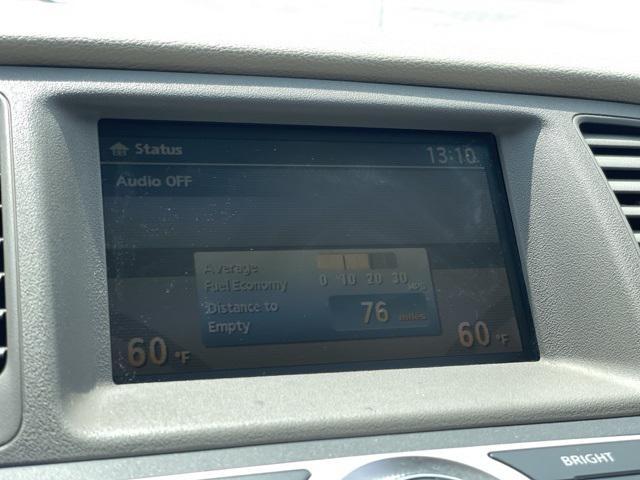 Status
13:10
Audio OFF
Average
Fuel Economy
0 10 20 30
MPG
Distance to
Empty
76 miles
60 °F
60 °F
BRIGHT